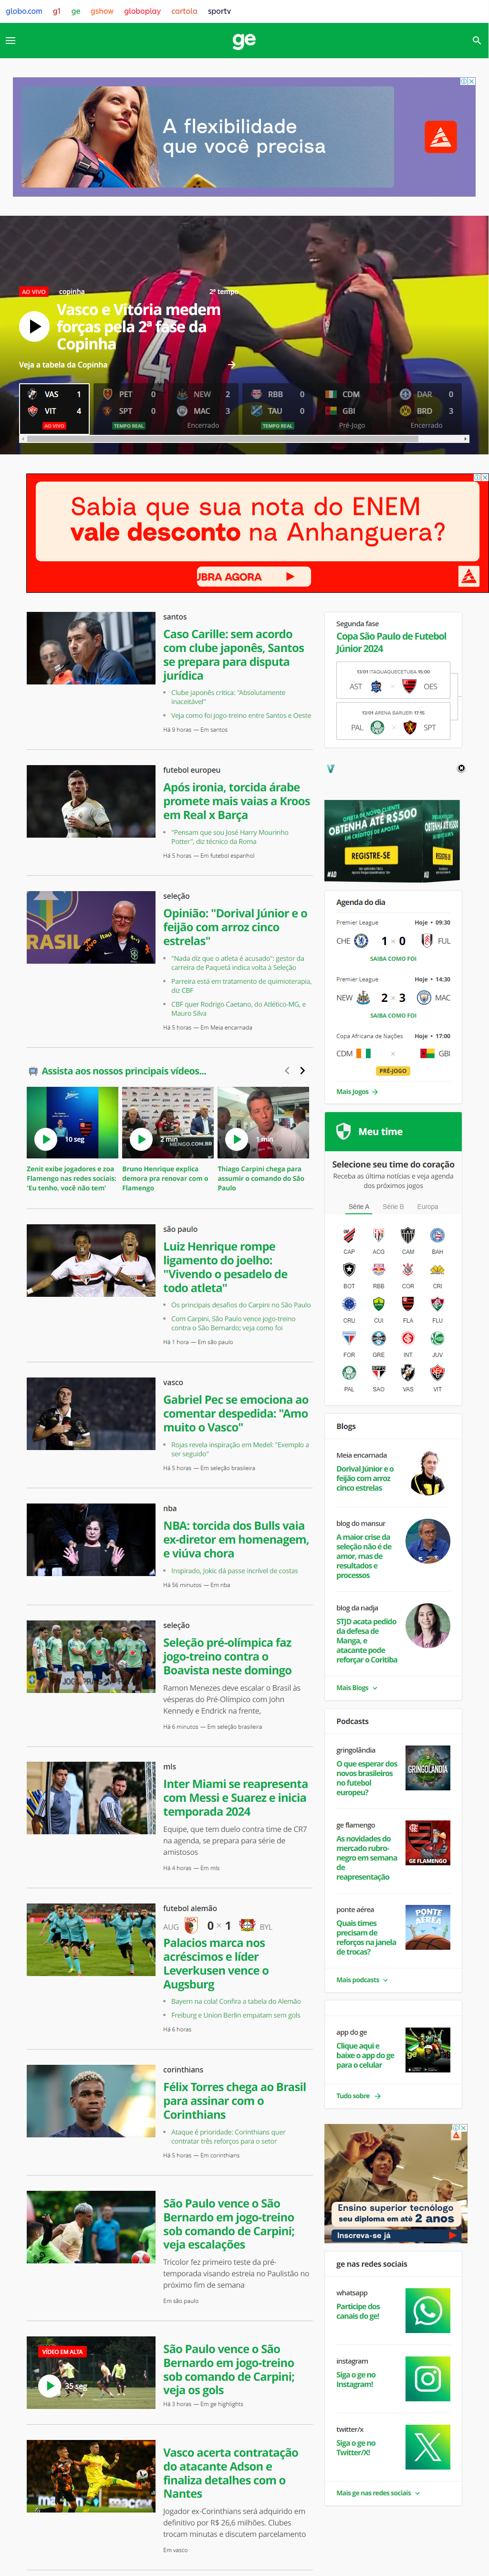 globo.com g1 ge gshow globoplay cartola sportv
ge
A flexibilidade
que você precisa
AO VIVO copinha 2º tempo
Vasco e Vitória medem
forças pela 2ª fase da
Copinha
Veja a tabela da Copinha
VAS 1 PET 0 NEW 2 RBB 0 CDM DAR 0
VIT 4 SPT 0 MAC 3 TAU 0 GBI BRD 3
AO VIVO TEMPO REAL Encerrado TEMPO REAL Pré-Jogo Encerrado
Sabia que sua nota do ENEM
vale desconto na Anhanguera?
UBRA AGORA
santos
Caso Carille: sem acordo
com clube japonês, Santos
se prepara para disputa
jurídica
Clube japonês critica: "Absolutamente
inaceitável"
Veja como foi jogo-treino entre Santos e Oeste
Há 9 horas — Em santos
futebol europeu
Após ironia, torcida árabe
promete mais vaias a Kroos
em Real x Barça
"Pensam que sou José Harry Mourinho
Potter", diz técnico da Roma
Há 5 horas — Em futebol espanhol
seleção
Opinião: "Dorival Júnior e o
feijão com arroz cinco
estrelas"
"Nada diz que o atleta é acusado": gestor da
carreira de Paquetá indica volta à Seleção
Parreira está em tratamento de quimioterapia,
diz CBF
CBF quer Rodrigo Caetano, do Atlético-MG, e
Mauro Silva
Há 5 horas — Em Meia encarnada
Assista aos nossos principais vídeos...
10 seg
2 min
1 min
Zenit exibe jogadores e zoa
Flamengo nas redes sociais:
'Eu tenho, você não tem'
Bruno Henrique explica
demora pra renovar com o
Flamengo
Thiago Carpini chega para
assumir o comando do São
Paulo
são paulo
Luiz Henrique rompe
ligamento do joelho:
"Vivendo o pesadelo de
todo atleta"
Os principais desafios do Carpini no São Paulo
Com Carpini, São Paulo vence jogo-treino
contra o São Bernardo; veja como foi
Há 1 hora — Em são paulo
vasco
Gabriel Pec se emociona ao
comentar despedida: "Amo
muito o Vasco"
Rojas revela inspiração em Medel: "Exemplo a
ser seguido"
Há 5 horas — Em seleção brasileira
nba
NBA: torcida dos Bulls vaia
ex-diretor em homenagem,
e viúva chora
Inspirado, Jokic dá passe incrível de costas
Há 56 minutos — Em nba
seleção
Seleção pré-olímpica faz
jogo-treino contra o
Boavista neste domingo
Ramon Menezes deve escalar o Brasil às
vésperas do Pré-Olímpico com John
Kennedy e Endrick na frente,
Há 6 minutos — Em seleção brasileira
mls
Inter Miami se reapresenta
com Messi e Suarez e inicia
temporada 2024
Equipe, que tem duelo contra time de CR7
na agenda, se prepara para série de
amistosos
Há 4 horas — Em mls
futebol alemão
AUG 0 × 1 BYL
Palacios marca nos
acréscimos e líder
Leverkusen vence o
Augsburg
Bayern na cola! Confira a tabela do Alemão
Freiburg e Union Berlin empatam sem gols
Há 6 horas
corinthians
Félix Torres chega ao Brasil
para assinar com o
Corinthians
Ataque é prioridade: Corinthians quer
contratar três reforços para o setor
Há 5 horas — Em corinthians
São Paulo vence o São
Bernardo em jogo-treino
sob comando de Carpini;
veja escalações
Tricolor fez primeiro teste da pré-
temporada visando estreia no Paulistão no
próximo fim de semana
Em são paulo
VÍDEO EM ALTA
35 seg
São Paulo vence o São
Bernardo em jogo-treino
sob comando de Carpini;
veja os gols
Há 3 horas — Em ge highlights
Vasco acerta contratação
do atacante Adson e
finaliza detalhes com o
Nantes
Jogador ex-Corinthians será adquirido em
definitivo por R$ 26,6 milhões. Clubes
trocam minutas e discutem parcelamento
Em vasco
Segunda fase
Copa São Paulo de Futebol
Júnior 2024
13/01 ITAQUAQUECETUBA 15:00
AST × OES
13/01 ARENA BARUERI 17:15
PAL × SPT
OFERTA DE NOVO CLIENTE
OBTENHA ATÉ R$500
EM CRÉDITOS DE APOSTA
REGISTRE-SE
#AD
Agenda do dia
Premier League Hoje • 09:30
CHE 1 × 0 FUL
SAIBA COMO FOI
Premier League Hoje • 14:30
NEW 2 × 3 MAC
SAIBA COMO FOI
Copa Africana de Nações Hoje • 17:00
CDM × GBI
PRÉ-JOGO
Mais Jogos
Meu time
Selecione seu time do coração
Receba as última notícias e veja agenda
dos próximos jogos
Série A Série B Europa
CAP ACG CAM BAH
BOT RBB COR CRI
CRU CUI FLA FLU
FOR GRE INT JUV
PAL SAO VAS VIT
Blogs
Meia encarnada
Dorival Júnior e o
feijão com arroz
cinco estrelas
blog do mansur
A maior crise da
seleção não é de
amor, mas de
resultados e
processos
blog da nadja
STJD acata pedido
da defesa de
Manga, e
atacante pode
reforçar o Coritiba
Mais Blogs
Podcasts
gringolândia
O que esperar dos
novos brasileiros
no futebol
europeu?
GRINGOLÂNDIA
ge flamengo
As novidades do
mercado rubro-
negro em semana
de
reapresentação
GE FLAMENGO
ponte aérea
Quais times
precisarm de
reforços na janela
de trocas?
PONTE
AÉREA
Mais podcasts
app do ge
Clique aqui e
baixe o app do ge
para o celular
Tudo sobre
Ensino superior tecnólogo
seu diploma em até 2 anos
Inscreva-se já
ge nas redes sociais
whatsapp
Participe dos
canais do ge!
instagram
Siga o ge no
Instagram!
twitter/x
Siga o ge no
Twitter/X!
Mais ge nas redes sociais